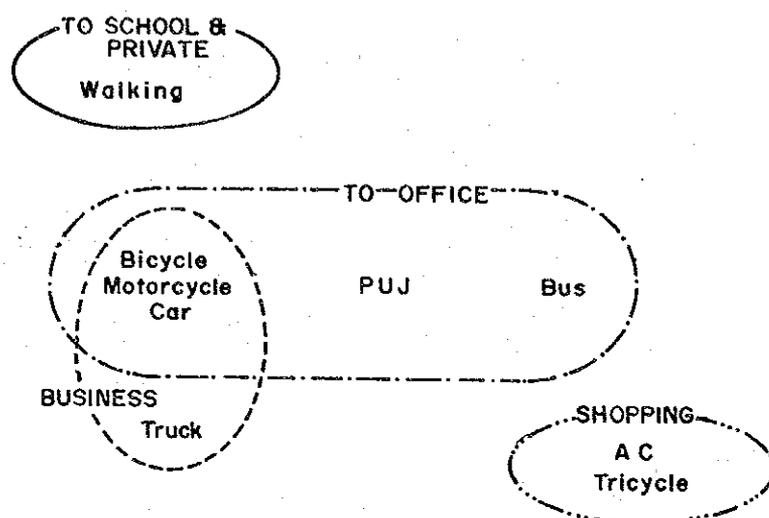 TO SCHOOL &
PRIVATE
Walking
TO OFFICE
Bicycle
Motorcycle
Car
PUJ
Bus
BUSINESS
Truck
SHOPPING
A C
Tricycle